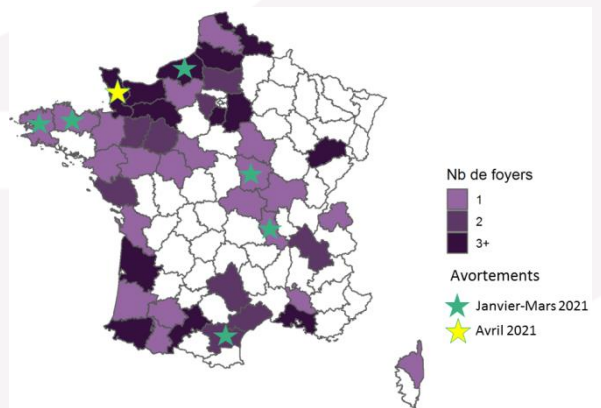 Nb de foyers
1
2
3+
Avortements
Janvier-Mars 2021
Avril 2021